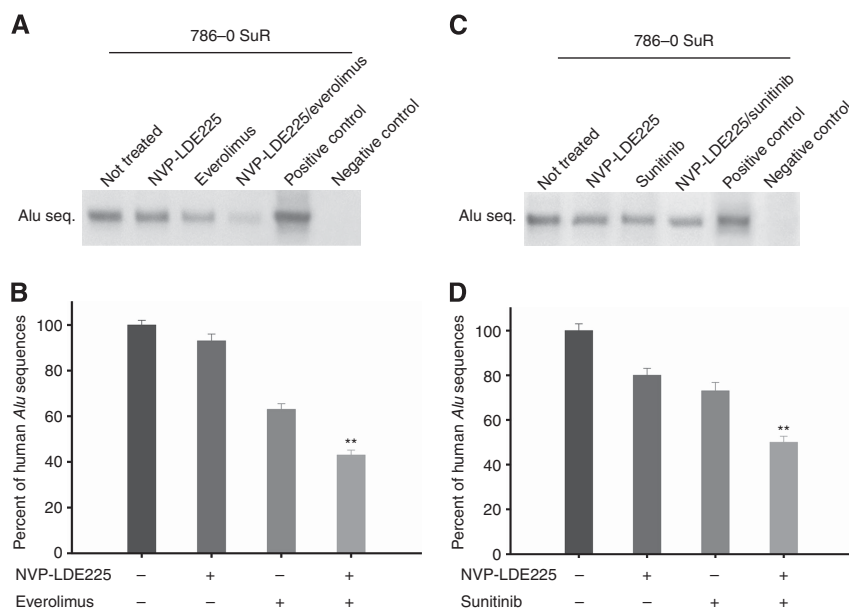 A
786–0 SuR
Not treated
NVP-LDE225
Everolimus
NVP-LDE225/everolimus
Positive control
Negative control
Alu seq.
B
Percent of human Alu sequences
100
80
60
40
20
0
**
NVP-LDE225 – + – +
Everolimus – – + +
C
786–0 SuR
Not treated
NVP-LDE225
Sunitinib
NVP-LDE225/sunitinib
Positive control
Negative control
Alu seq.
D
Percent of human Alu sequences
100
80
60
40
20
0
**
NVP-LDE225 – + – +
Sunitinib – – + +